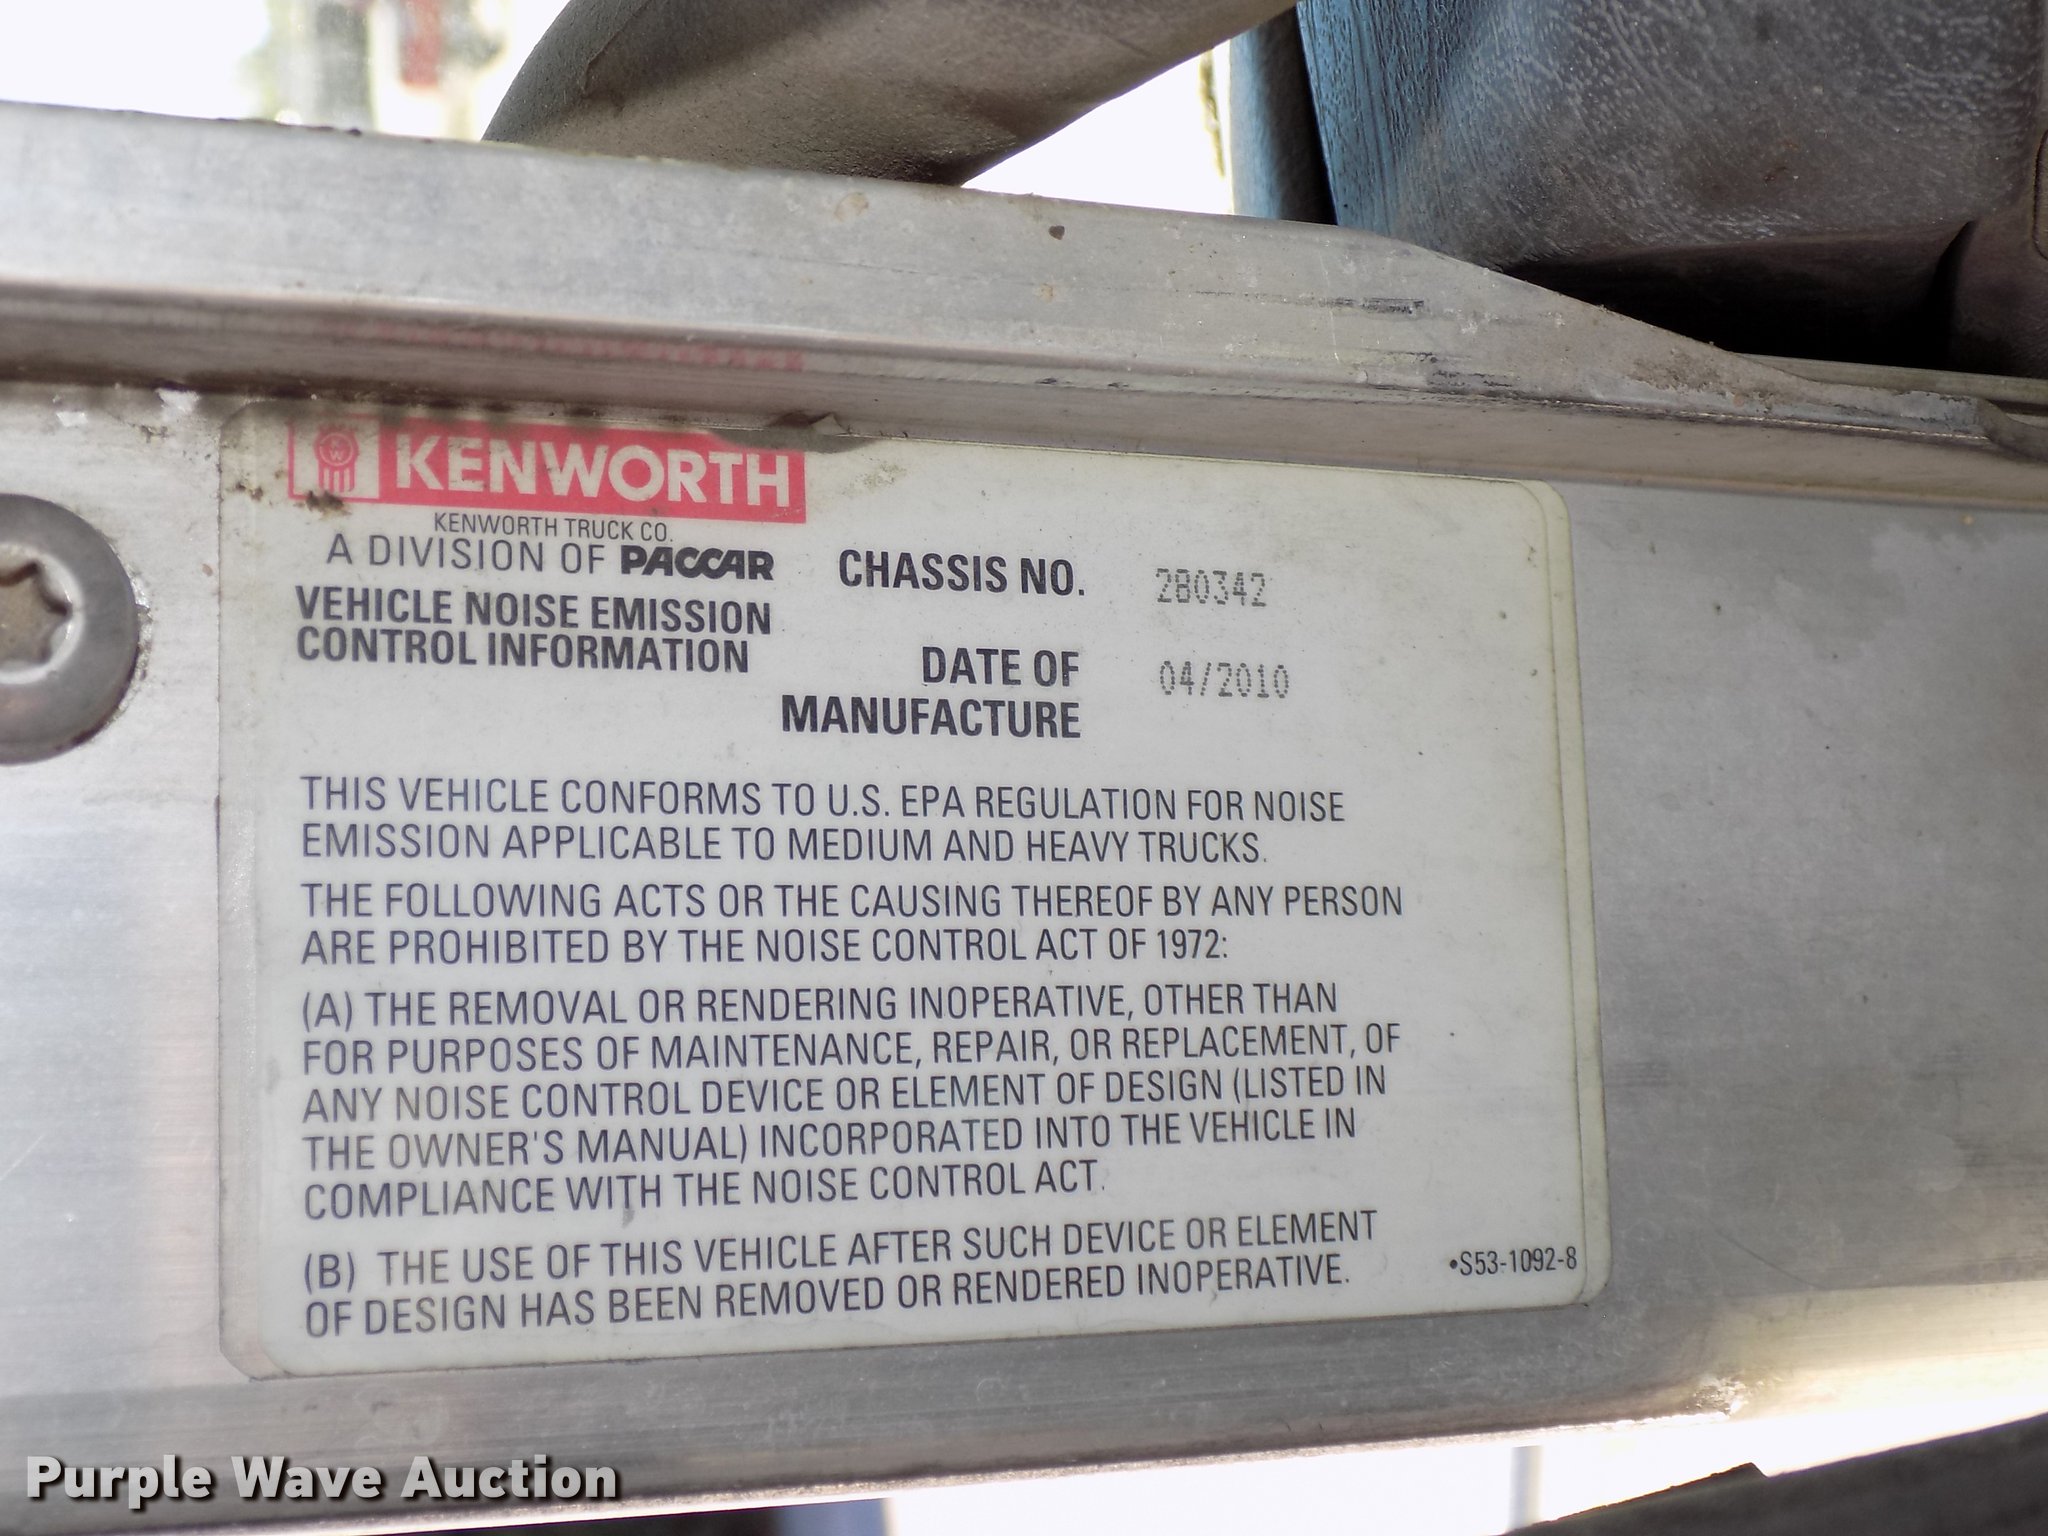 KENWORTH
KENWORTH TRUCK CO.
A DIVISION OF PACCAR
VEHICLE NOISE EMISSION
CONTROL INFORMATION
CHASSIS NO. 280342
DATE OF
MANUFACTURE
04/2010
THIS VEHICLE CONFORMS TO U.S. EPA REGULATION FOR NOISE
EMISSION APPLICABLE TO MEDIUM AND HEAVY TRUCKS.
THE FOLLOWING ACTS OR THE CAUSING THEREOF BY ANY PERSON
ARE PROHIBITED BY THE NOISE CONTROL ACT OF 1972:
(A) THE REMOVAL OR RENDERING INOPERATIVE, OTHER THAN
FOR PURPOSES OF MAINTENANCE, REPAIR, OR REPLACEMENT, OF
ANY NOISE CONTROL DEVICE OR ELEMENT OF DESIGN (LISTED IN
THE OWNER'S MANUAL) INCORPORATED INTO THE VEHICLE IN
COMPLIANCE WITH THE NOISE CONTROL ACT.
(B) THE USE OF THIS VEHICLE AFTER SUCH DEVICE OR ELEMENT
OF DESIGN HAS BEEN REMOVED OR RENDERED INOPERATIVE.
•S53-1092-8
Purple Wave Auction